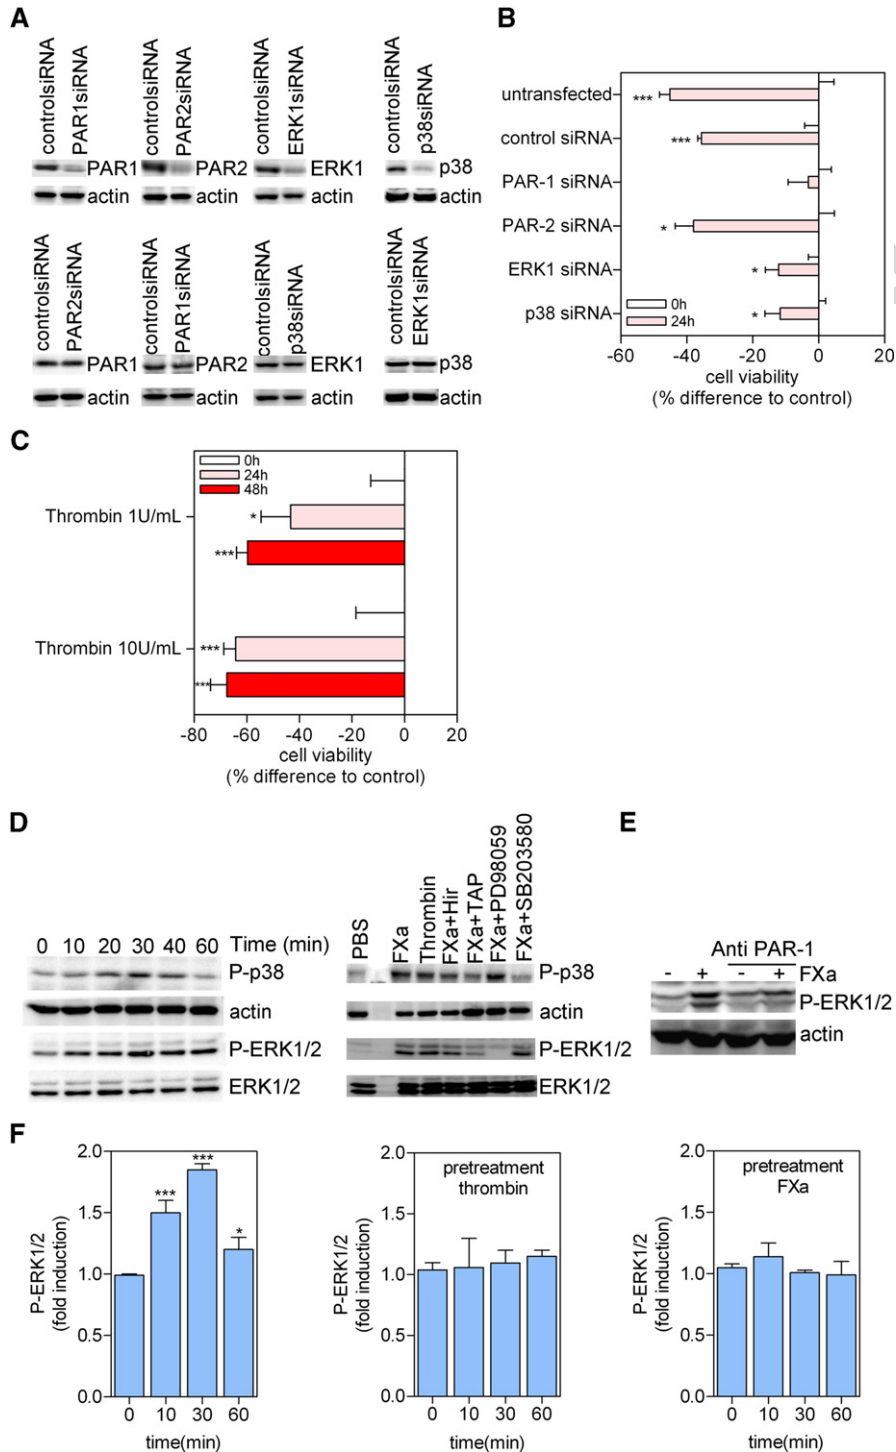 A
controlsiRNA
PAR1siRNA
controlsiRNA
PAR2siRNA
controlsiRNA
ERK1siRNA
controlsiRNA
p38siRNA
PAR1
PAR2
ERK1
p38
actin
actin
actin
actin
controlsiRNA
PAR2siRNA
controlsiRNA
PAR1siRNA
controlsiRNA
p38siRNA
controlsiRNA
ERK1siRNA
PAR1
PAR2
ERK1
p38
actin
actin
actin
actin
B
untransfected
***
control siRNA
***
PAR-1 siRNA
PAR-2 siRNA
*
ERK1 siRNA
*
p38 siRNA
*
0h
24h
-60 -40 -20 0 20
cell viability
(% difference to control)
C
0h
24h
48h
Thrombin 1U/mL
*
***
Thrombin 10U/mL
***
***
-80 -60 -40 -20 0 20
cell viability
(% difference to control)
D
0 10 20 30 40 60 Time (min)
P-p38
actin
P-ERK1/2
ERK1/2
PBS
FXa
Thrombin
FXa+Hir
FXa+TAP
FXa+PD98059
FXa+SB203580
P-p38
actin
P-ERK1/2
ERK1/2
E
Anti PAR-1
- + - + FXa
P-ERK1/2
actin
F
P-ERK1/2
(fold induction)
2.0
1.5
1.0
0.5
0.0
***
***
*
0 10 30 60
time(min)
P-ERK1/2
(fold induction)
2.0
1.5
1.0
0.5
0.0
pretreatment
thrombin
0 10 30 60
time(min)
P-ERK1/2
(fold induction)
2.0
1.5
1.0
0.5
0.0
pretreatment
FXa
0 10 30 60
time(min)